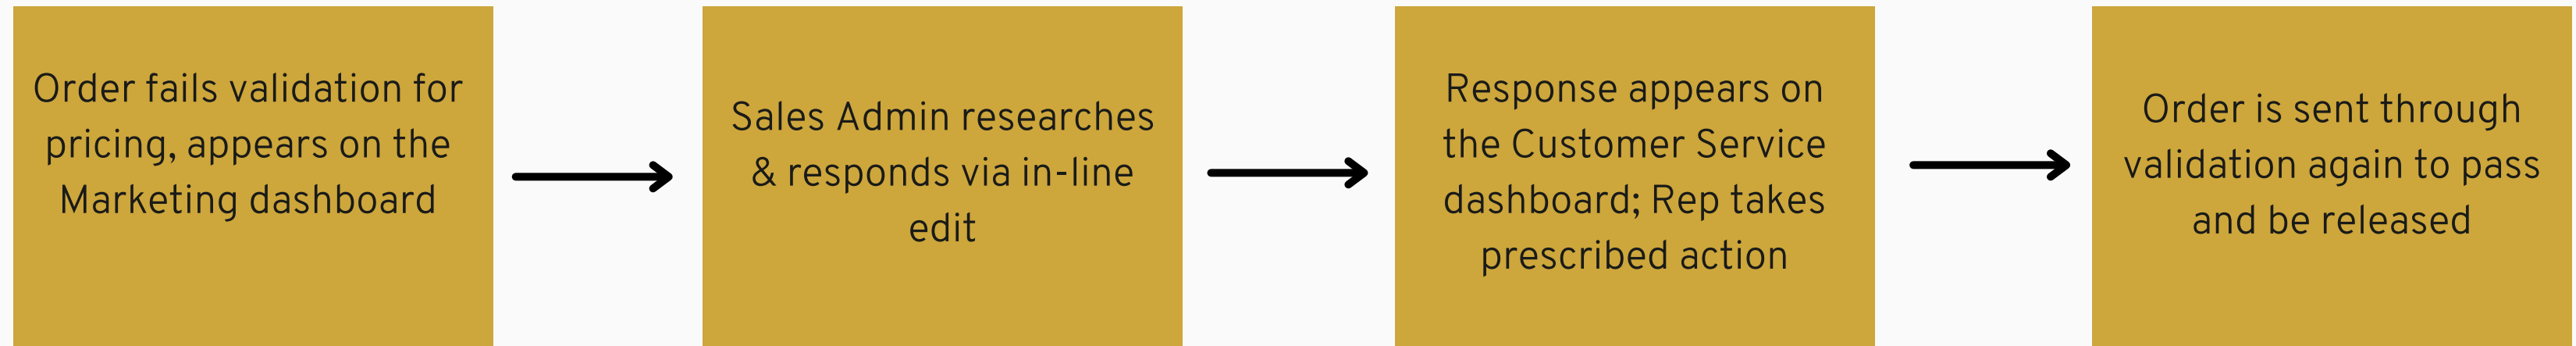 Order fails validation for
pricing, appears on the
Marketing dashboard
Sales Admin researches
& responds via in-line
edit
Response appears on
the Customer Service
dashboard; Rep takes
prescribed action
Order is sent through
validation again to pass
and be released